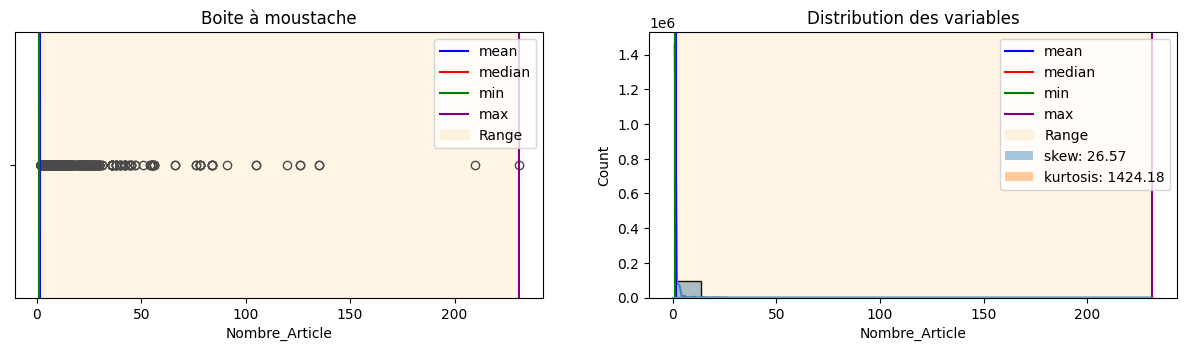 Boite à moustache
mean
median
min
max
Range
0
50
100
150
200
Nombre_Article
Distribution des variables
1e6
1.4
1.2
1.0
0.8
0.6
0.4
0.2
0.0
Count
mean
median
min
max
Range
skew: 26.57
kurtosis: 1424.18
0
50
100
150
200
Nombre_Article